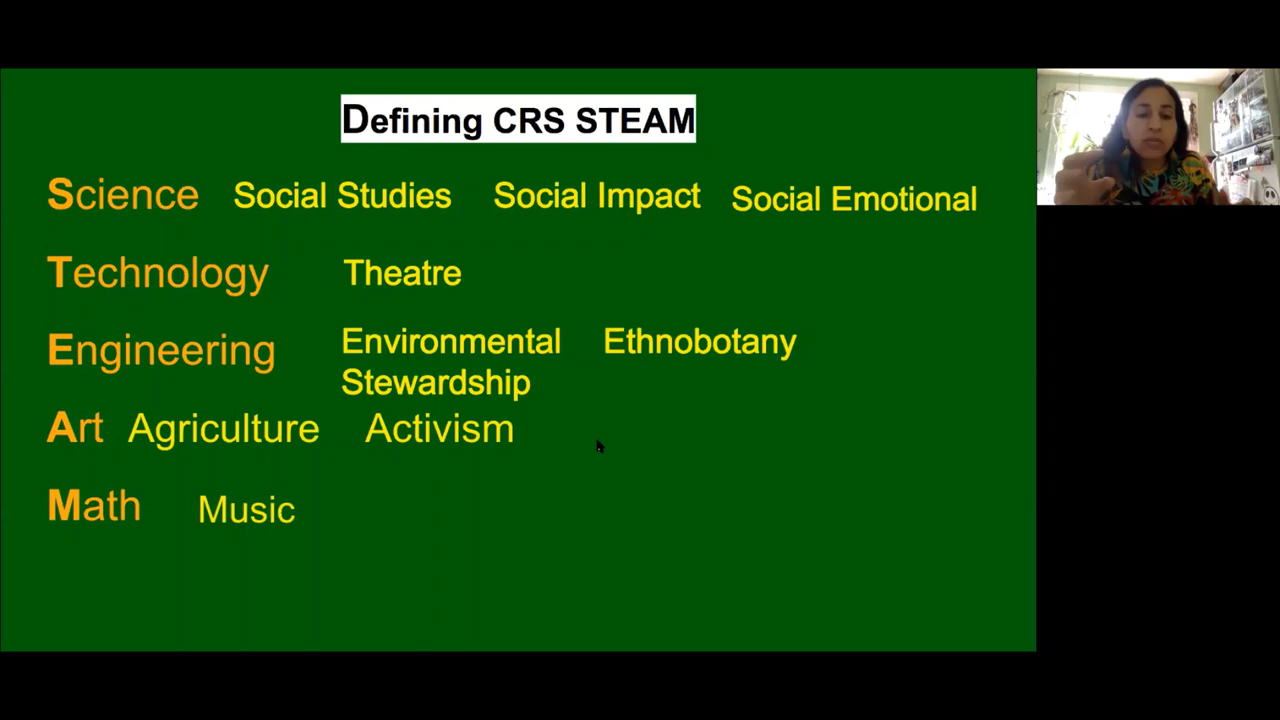 Defining CRS STEAM
Science Social Studies Social Impact Social Emotional
Technology Theatre
Engineering Environmental Ethnobotany
Stewardship
Art Agriculture Activism
Math Music